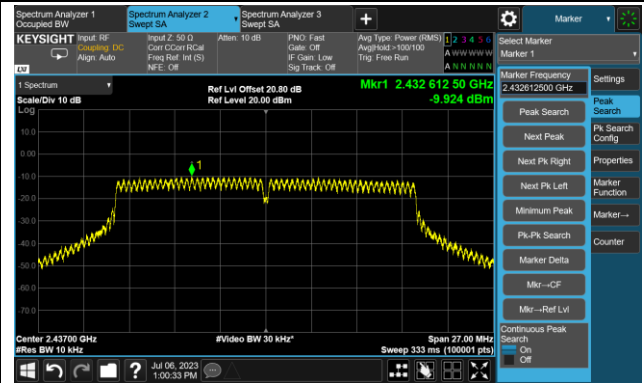 Spectrum Analyzer 1
Occupied BW
Spectrum Analyzer 2
Swept SA
Spectrum Analyzer 3
Swept SA
+
Marker
KEYSIGHT
Input: RF
Coupling: DC
Align: Auto
Input Z: 50 Ω
Corr CCorr RCal
Freq Ref: Int (S)
NFE: Off
Atten: 10 dB
PNO: Fast
Gate: Off
IF Gain: Low
Sig Track: Off
Avg Type: Power (RMS)
Avg|Hold >100/100
Trig: Free Run
1 2 3 4 5 6
A W W W W W
A N N N N N
LXI
Select Marker
Marker 1
1 Spectrum
Scale/Div 10 dB
Log
Ref Lvl Offset 20.80 dB
Ref Level 20.00 dBm
Mkr1 2.432 612 50 GHz
-9.924 dBm
10.0
0.00
-10.0
-20.0
-30.0
-40.0
-50.0
-60.0
-70.0
1
Center 2.43700 GHz
#Res BW 10 kHz
#Video BW 30 kHz*
Span 27.00 MHz
Sweep 333 ms (100001 pts)
Marker Frequency
2.432612500 GHz
Peak Search
Next Peak
Next Pk Right
Next Pk Left
Minimum Peak
Pk-Pk Search
Marker Delta
Mkr→CF
Mkr→Ref Lvl
Continuous Peak
Search
On
Off
Settings
Peak
Search
Pk Search
Config
Properties
Marker
Function
Marker→
Counter
?
Jul 06, 2023
1:00:33 PM